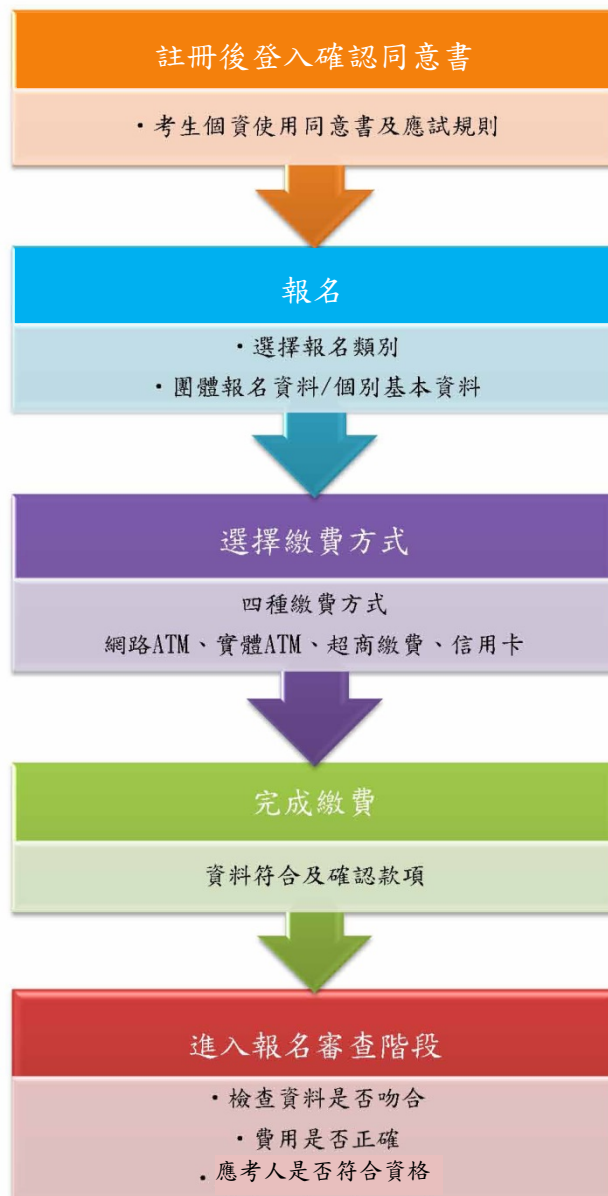 註冊後登入確認同意書
・考生個資使用同意書及應試規則
報名
・選擇報名類別
・團體報名資料/個別基本資料
選擇繳費方式
四種繳費方式
網路ATM、實體ATM、超商繳費、信用卡
完成繳費
資料符合及確認款項
進入報名審查階段
・檢查資料是否吻合
・費用是否正確
・應考人是否符合資格